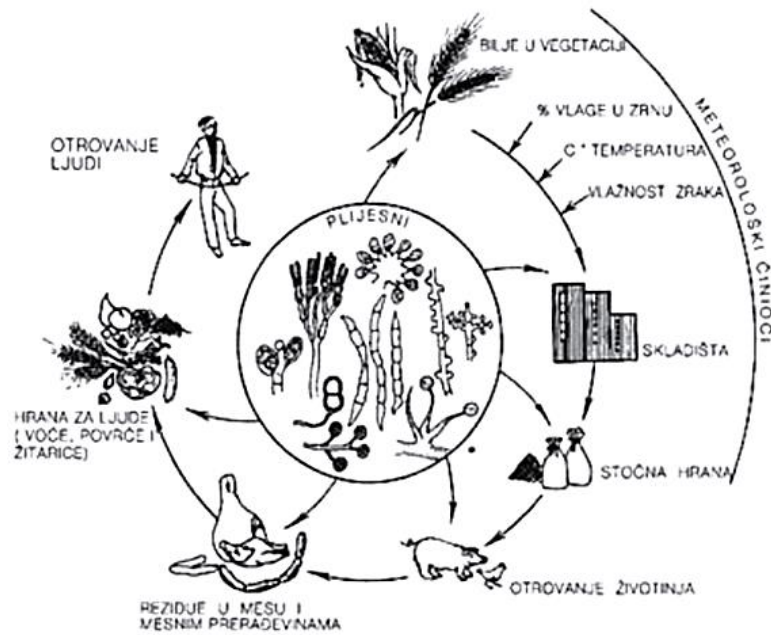 BILJE U VEGETACIJI
% VLAGE U ZRNU
C° TEMPERATURA
VLAŽNOST ZRAKA
METEOROLOŠKI ČINIOCI
OTROVANJE
LJUDI
PLIJESNI
SKLADIŠTA
HRANA ZA LJUDE
( VOĆE, POVRĆE I
ŽITARICE)
STOČNA HRANA
OTROVANJE ŽIVOTINJA
REZIDUE U MESU I
MESNIM PRERAĐEVINAMA